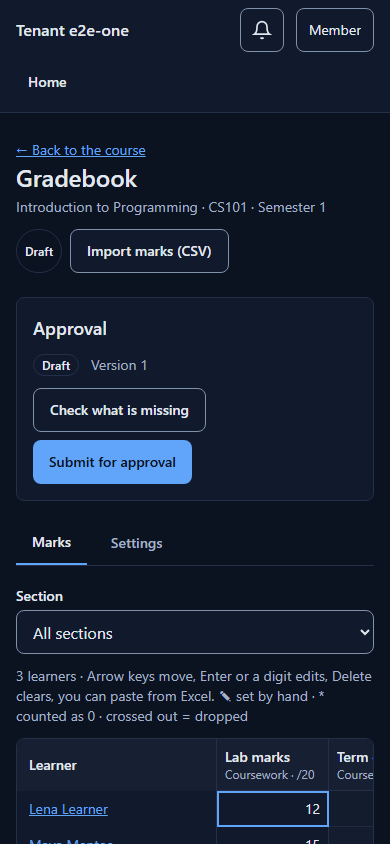 Tenant e2e-one
Member
Home
← Back to the course
Gradebook
Introduction to Programming · CS101 · Semester 1
Draft
Import marks (CSV)
Approval
Draft
Version 1
Check what is missing
Submit for approval
Marks
Settings
Section
All sections
3 learners · Arrow keys move, Enter or a digit edits, Delete
clears, you can paste from Excel. ✎ set by hand · *
counted as 0 · crossed out = dropped
Learner
Lab marks
Term
Coursework · /20
Course
Lena Learner
12